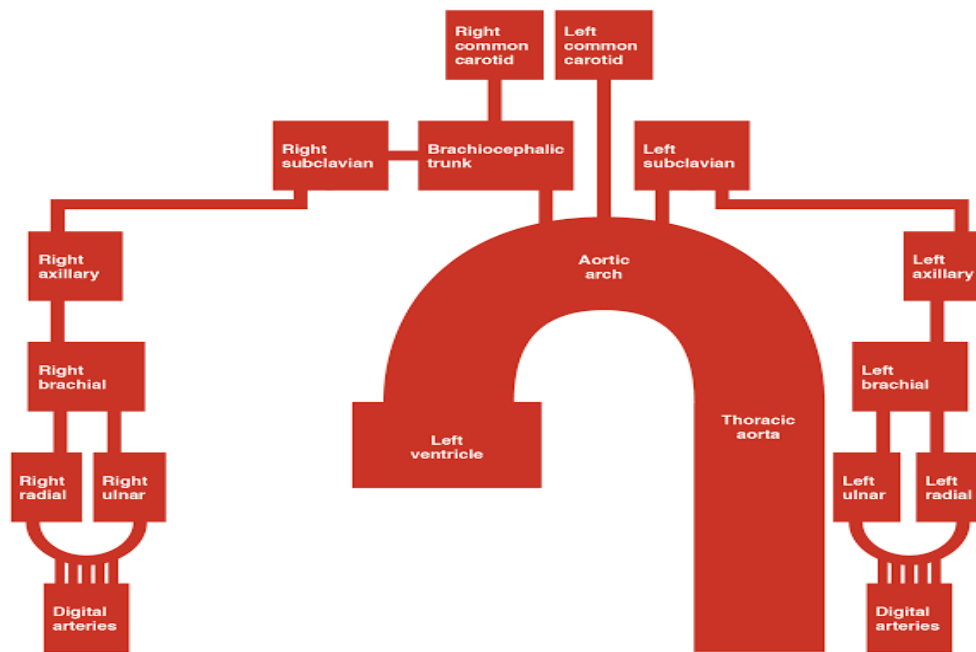 Right
common
carotid
Left
common
carotid
Right
subclavian
Brachiocephalic
trunk
Left
subclavian
Right
axillary
Aortic
arch
Left
axillary
Right
brachial
Left
brachial
Left
ventricle
Thoracic
aorta
Right
radial
Right
ulnar
Left
ulnar
Left
radial
Digital
arteries
Digital
arteries